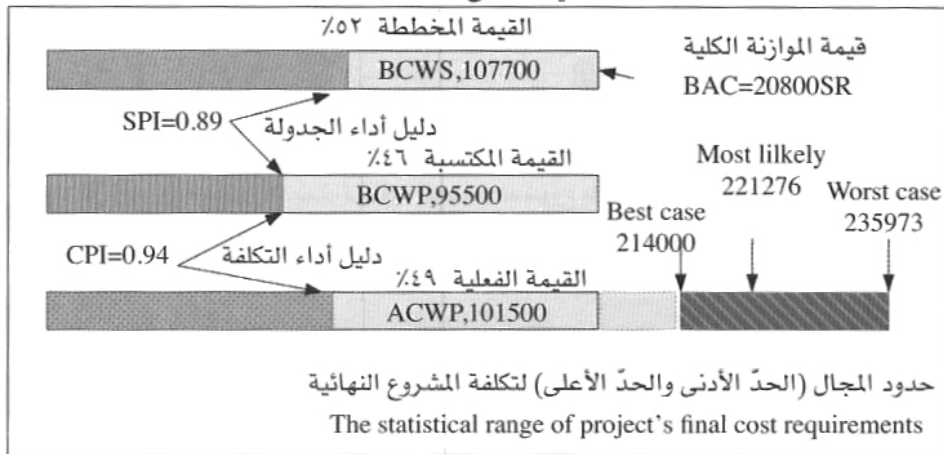 القيمة المخططة ٥٢٪
BCWS,107700
قيمة الموازنة الكلية
BAC=20800SR
SPI=0.89
دليل أداء الجدولة
القيمة المكتسبة ٤٦٪
BCWP,95500
Most lilkely
221276
Worst case
235973
Best case
214000
CPI=0.94
دليل أداء التكلفة
القيمة الفعلية ٤٩٪
ACWP,101500
حدود المجال (الحدّ الأدنى والحدّ الأعلى) لتكلفة المشروع النهائية
The statistical range of project's final cost requirements